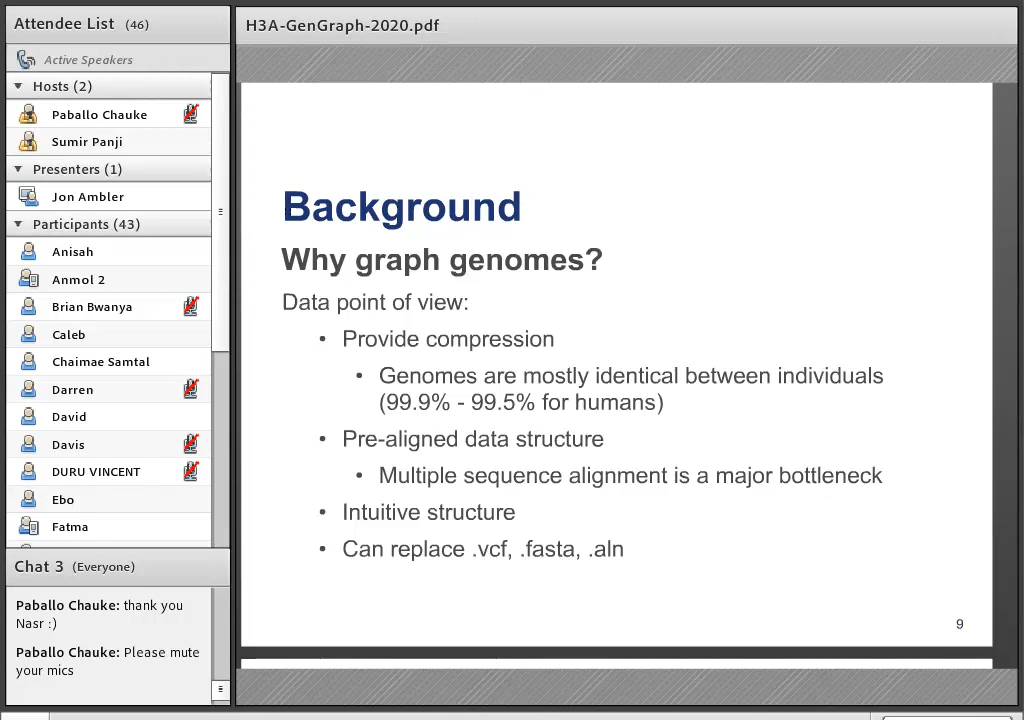 Attendee List (46)
Active Speakers
Hosts (2)
Paballo Chauke
Sumir Panji
Presenters (1)
Jon Ambler
Participants (43)
Anisah
Anmol 2
Brian Bwanya
Caleb
Chaimae Samtal
Darren
David
Davis
DURU VINCENT
Ebo
Fatma
Chat 3 (Everyone)
Paballo Chauke: thank you
Nasr :)
Paballo Chauke: Please mute
your mics
H3A-GenGraph-2020.pdf
Background
Why graph genomes?
Data point of view:
• Provide compression
• Genomes are mostly identical between individuals
(99.9% - 99.5% for humans)
• Pre-aligned data structure
• Multiple sequence alignment is a major bottleneck
• Intuitive structure
• Can replace .vcf, .fasta, .aln
9